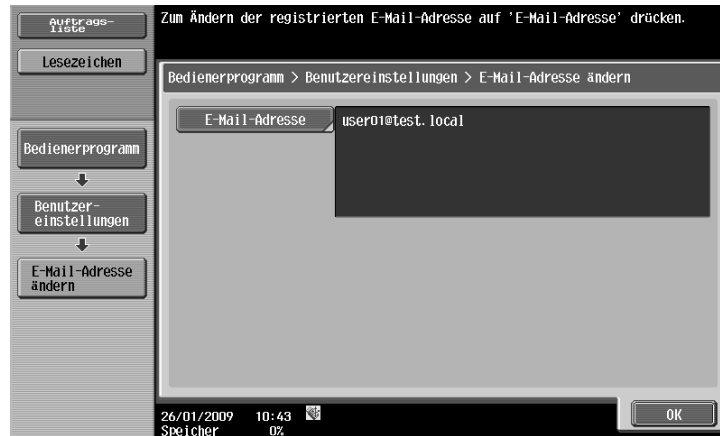 Auftrags-
liste
Zum Ändern der registrierten E-Mail-Adresse auf 'E-Mail-Adresse' drücken.
Lesezeichen
Bedienerprogramm > Benutzereinstellungen > E-Mail-Adresse ändern
E-Mail-Adresse
user01@test.local
Bedienerprogramm
Benutzer-
einstellungen
E-Mail-Adresse
ändern
26/01/2009 10:43
Speicher 0%
OK